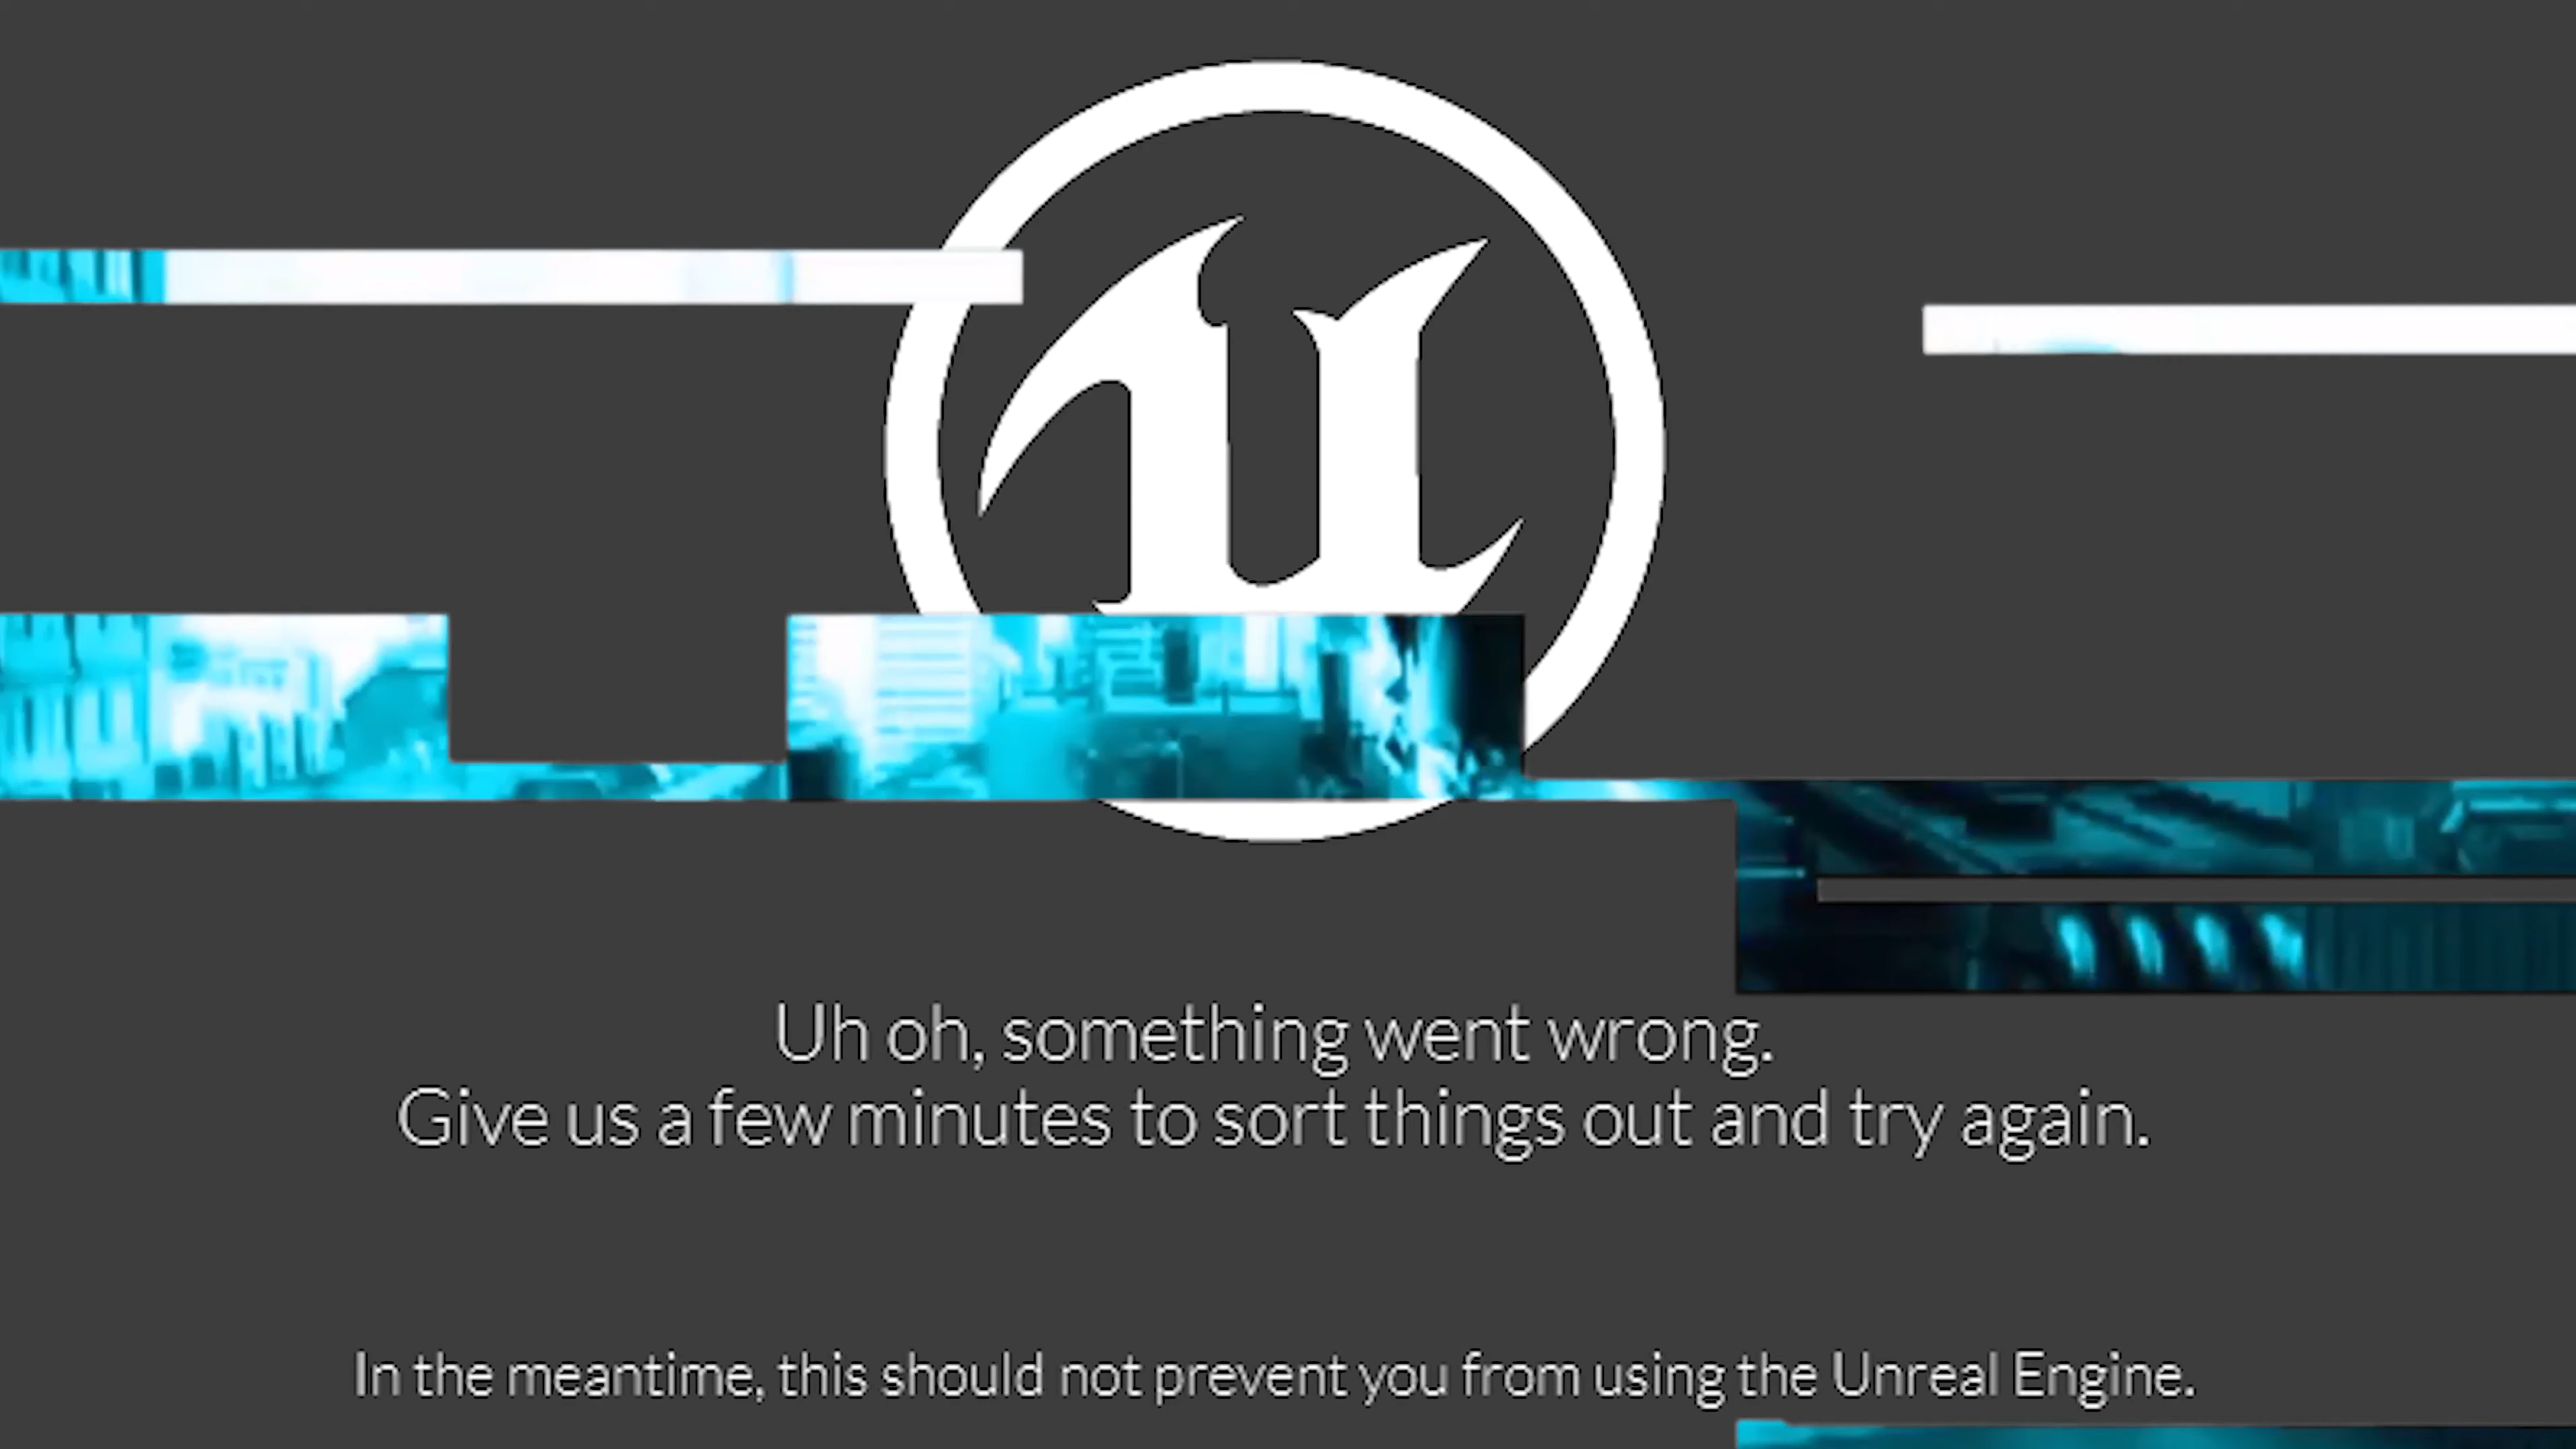 Uh oh, something went wrong.
Give us a few minutes to sort things out and try again.
In the meantime, this should not prevent you from using the Unreal Engine.